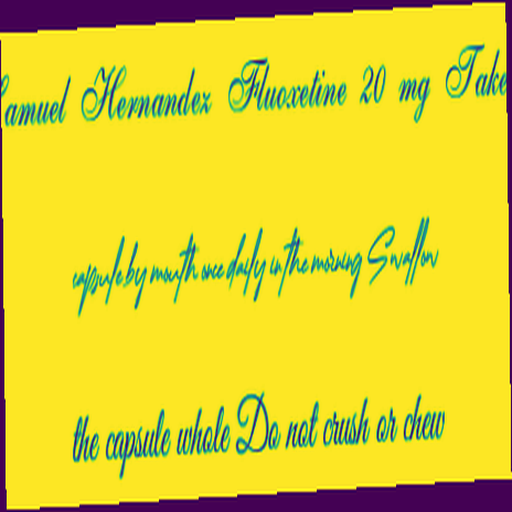 amuel Hernandez Fluoxetine 20 mg Take
capsule by mouth once daily in the morning Swallow
the capsule whole Do not crush or chew